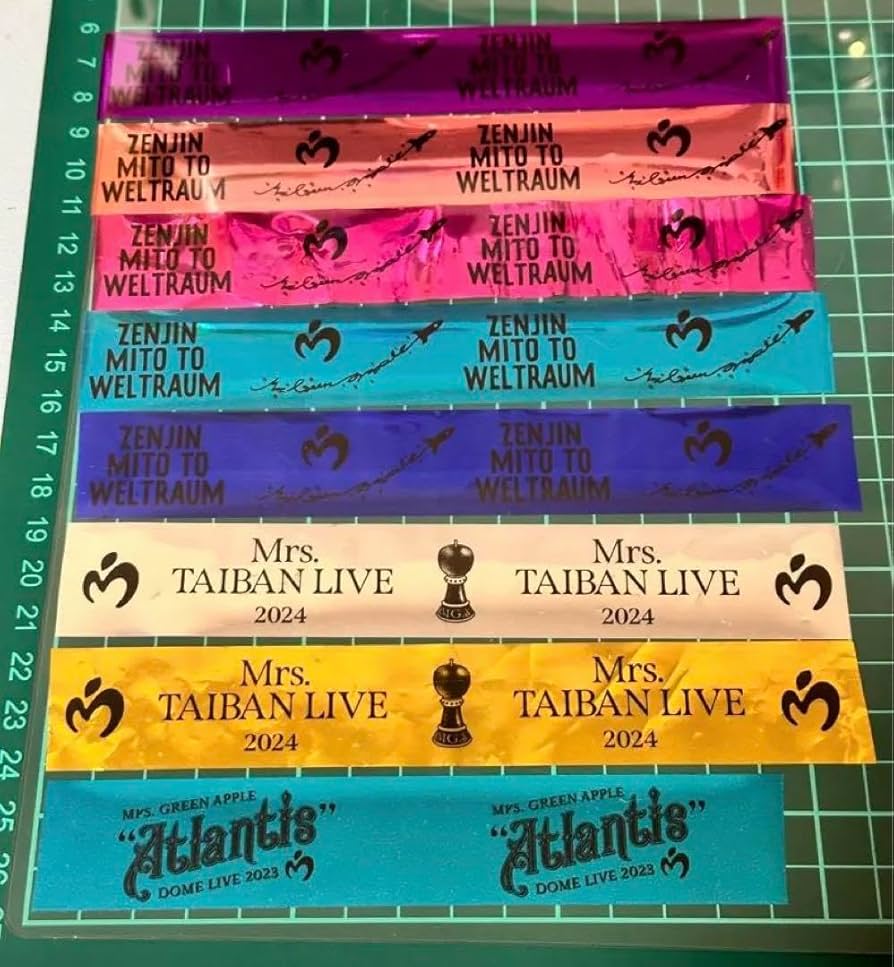 6
7
8
9
10
11
12
13
14
15
16
17
18
19
20
21
22
23
24
25
ZENJIN
MITO TO
WELTRAUM
ZENJIN
MITO TO
WELTRAUM
ZENJIN
MITO TO
WELTRAUM
ZENJIN
MITO TO
WELTRAUM
ZENJIN
MITO TO
WELTRAUM
ZENJIN
MITO TO
WELTRAUM
ZENJIN
MITO TO
WELTRAUM
ZENJIN
MITO TO
WELTRAUM
ZENJIN
MITO TO
WELTRAUM
ZENJIN
MITO TO
WELTRAUM
Mrs.
TAIBAN LIVE
2024
MGA
Mrs.
TAIBAN LIVE
2024
Mrs.
TAIBAN LIVE
2024
MGA
Mrs.
TAIBAN LIVE
2024
Mrs. GREEN APPLE
“Atlantis”
DOME LIVE 2023
Mrs. GREEN APPLE
“Atlantis”
DOME LIVE 2023